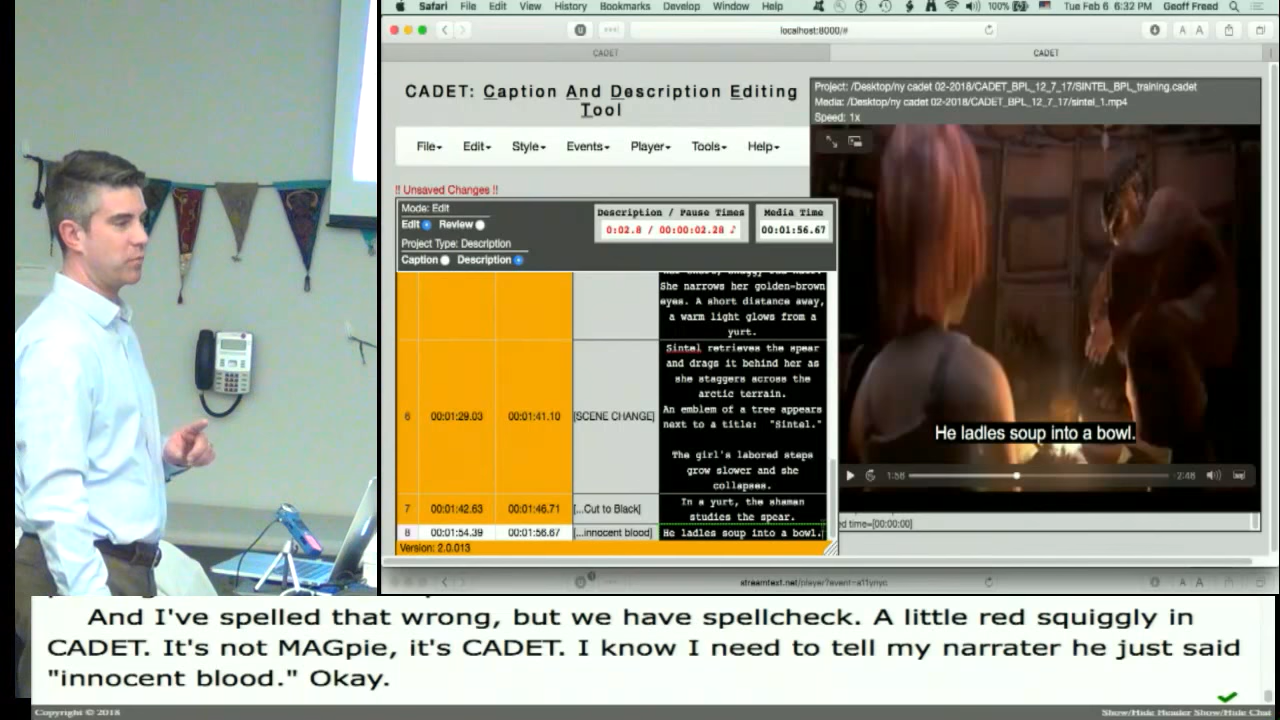 Safari File Edit View History Bookmarks Develop Window Help 100% Tue Feb 6 6:32 PM Geoff Freed
localhost:8000/#
A A
CADET
CADET
CADET: Caption And Description Editing
Tool
File Edit Style Events Player Tools Help
!! Unsaved Changes !!
Mode: Edit
Edit Review
Project Type: Description
Caption Description
Description / Pause Times
0:02.8 / 00:00:02.28
Media Time
00:01:56.67
She narrows her golden-brown
eyes. A short distance away,
a warm light glows from a
yurt.
6 00:01:29.03 00:01:41.10 [SCENE CHANGE]
Sintel retrieves the spear
and drags it behind her as
she staggers across the
arctic terrain.
An emblem of a tree appears
next to a title: "Sintel."
The girl's labored steps
grow slower and she
collapses.
7 00:01:42.63 00:01:46.71 [...Cut to Black]
In a yurt, the shaman
studies the spear.
8 00:01:54.39 00:01:56.67 [...innocent blood] He ladles soup into a bowl.
Version: 2.0.013
Project: /Desktop/ny cadet 02-2018/CADET_BPL_12_7_17/SINTEL_BPL_training.cadet
Media: /Desktop/ny cadet 02-2018/CADET_BPL_12_7_17/sintel_1.mp4
Speed: 1x
He ladles soup into a bowl.
1:56 -2:48
time=[00:00:00]
streamtext.net/player?event=a11ynyc
A A
And I've spelled that wrong, but we have spellcheck. A little red squiggly in
CADET. It's not MAGpie, it's CADET. I know I need to tell my narrater he just said
"innocent blood." Okay.
Copyright © 2018
Show/Hide Header Show/Hide Chat